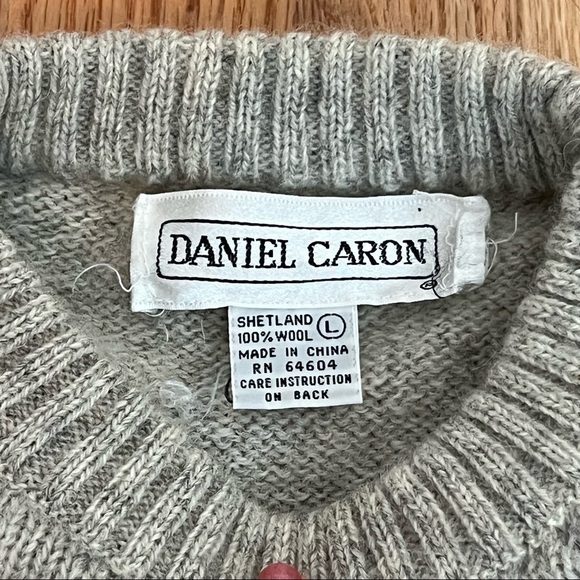 DANIEL CARON
SHETLAND L
100% WOOL
MADE IN CHINA
RN 64604
CARE INSTRUCTION
ON BACK